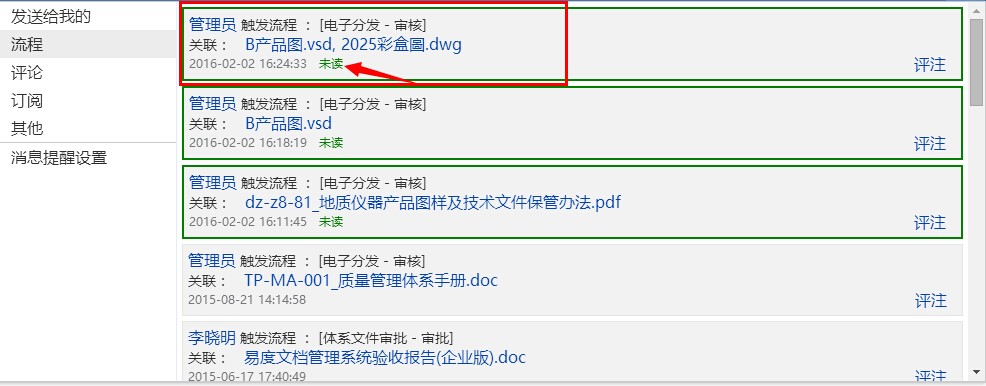 发送给我的
流程
评论
订阅
其他
消息提醒设置
管理员 触发流程 ： [电子分发 - 审核]
关联： B产品图.vsd, 2025彩盒圖.dwg
2016-02-02 16:24:33 未读 评注
管理员 触发流程 ： [电子分发 - 审核]
关联： B产品图.vsd
2016-02-02 16:18:19 未读 评注
管理员 触发流程 ： [电子分发 - 审核]
关联： dz-z8-81_地质仪器产品图样及技术文件保管办法.pdf
2016-02-02 16:11:45 未读 评注
管理员 触发流程 ： [电子分发 - 审核]
关联： TP-MA-001_质量管理体系手册.doc
2015-08-21 14:14:58 评注
李晓明 触发流程 ： [体系文件审批 - 审批]
关联： 易度文档管理系统验收报告(企业版).doc
2015-06-17 17:40:49 评注